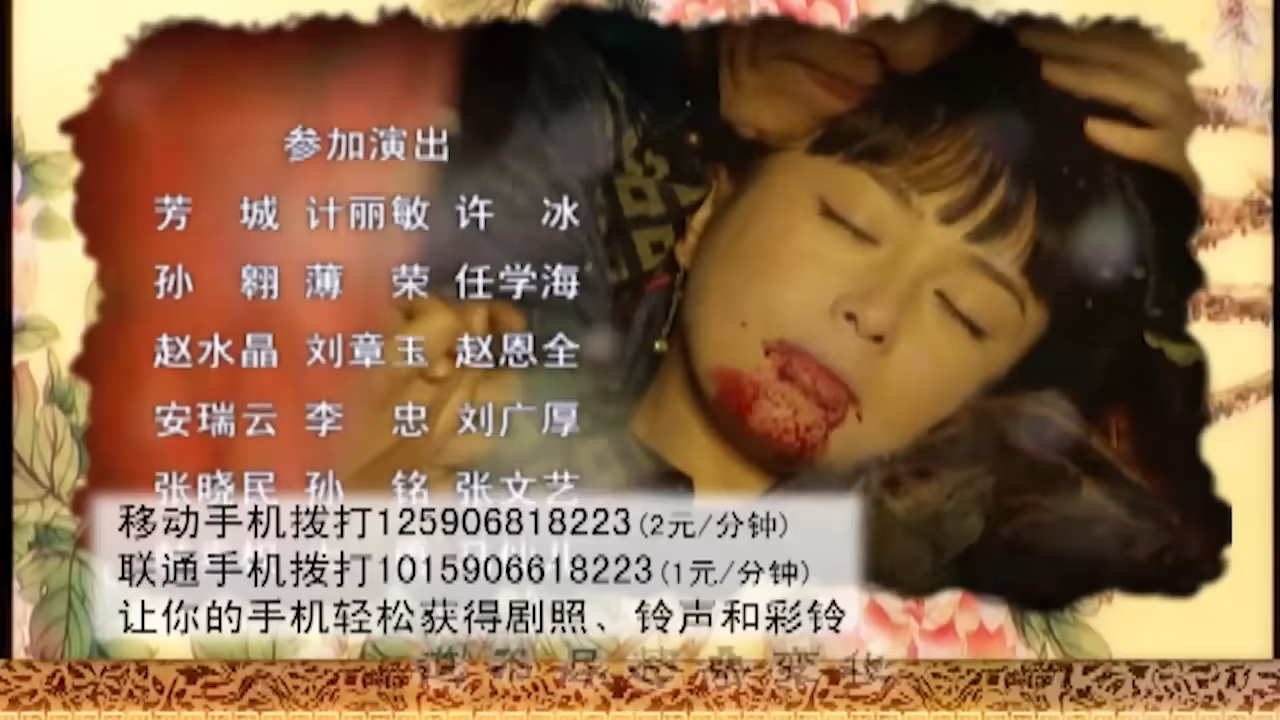 参加演出
芳 城 计丽敏 许 冰
孙 翱 薄 荣 任学海
赵水晶 刘章玉 赵恩全
安瑞云 李 忠 刘广厚
张晓民 孙 铭 张文艺
移动手机拨打125906818223(2元/分钟)
联通手机拨打1015906618223(1元/分钟)
让你的手机轻松获得剧照、铃声和彩铃